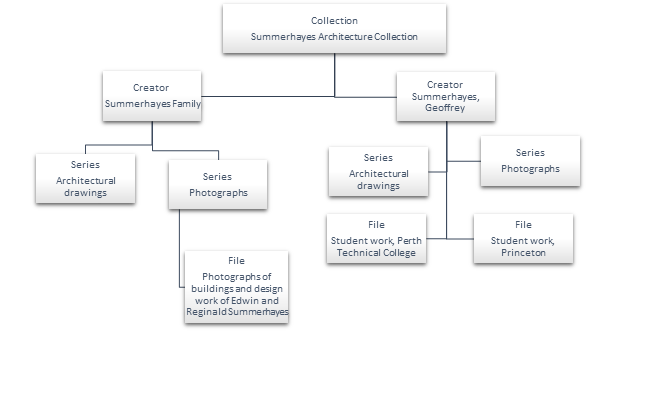 Collection
Summerhayes Architecture Collection
Creator
Summerhayes Family
Creator
Summerhayes,
Geoffrey
Series
Architectural
drawings
Series
Photographs
Series
Architectural
drawings
Series
Photographs
File
Student work, Perth
Technical College
File
Student work,
Princeton
File
Photographs of
buildings and design
work of Edwin and
Reginald Summerhayes